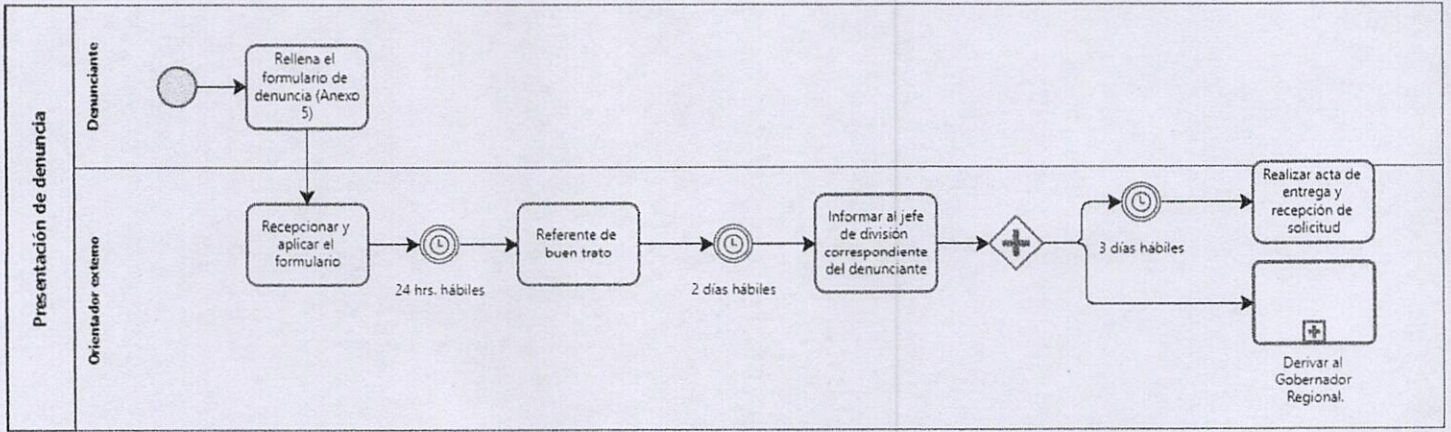 Presentación de denuncia
Denunciante
Rellena el
formulario de
denuncia (Anexo
5)
Orientador externo
Recepcionar y
aplicar el
formulario
24 hrs. hábiles
Referente de
buen trato
2 días hábiles
Informar al jefe
de división
correspondiente
del denunciante
3 días hábiles
Realizar acta de
entrega y
recepción de
solicitud
Derivar al
Gobernador
Regional.